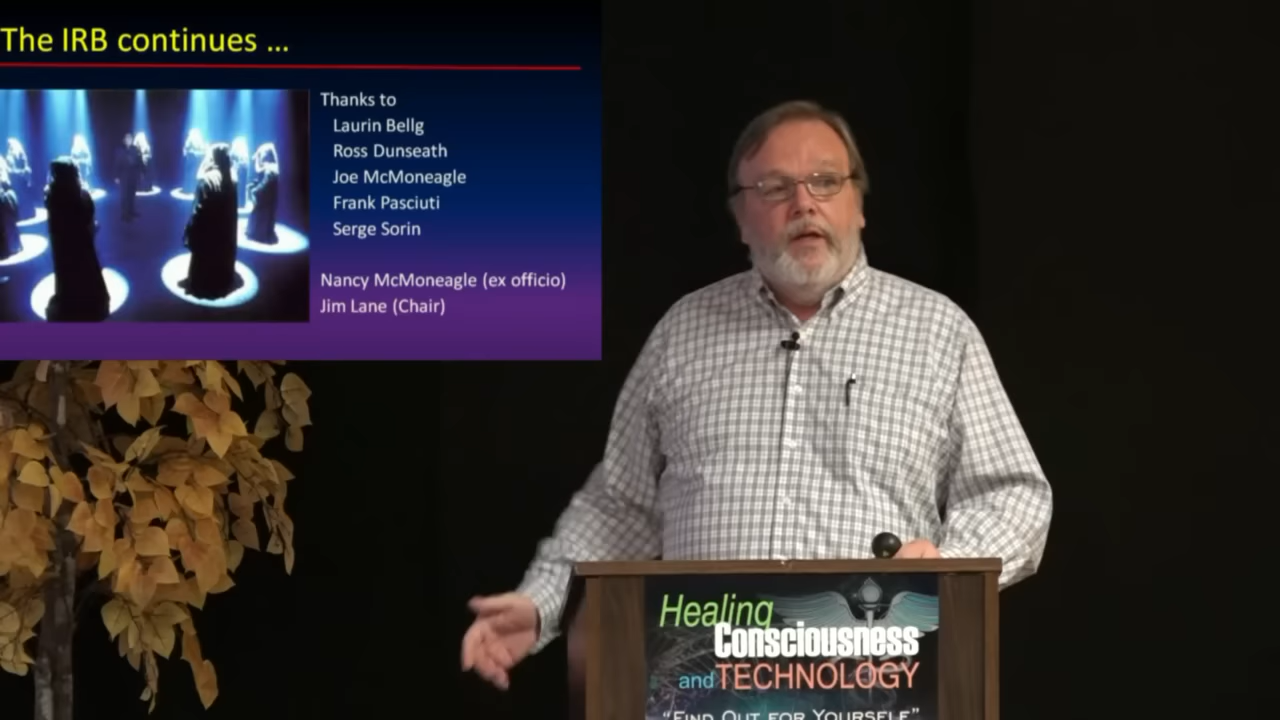 The IRB continues ...
Thanks to
Laurin Bellg
Ross Dunseath
Joe McMoneagle
Frank Pasciuti
Serge Sorin
Nancy McMoneagle (ex officio)
Jim Lane (Chair)
Healing
Consciousness
and TECHNOLOGY
"FIND OUT FOR YOURSELF"